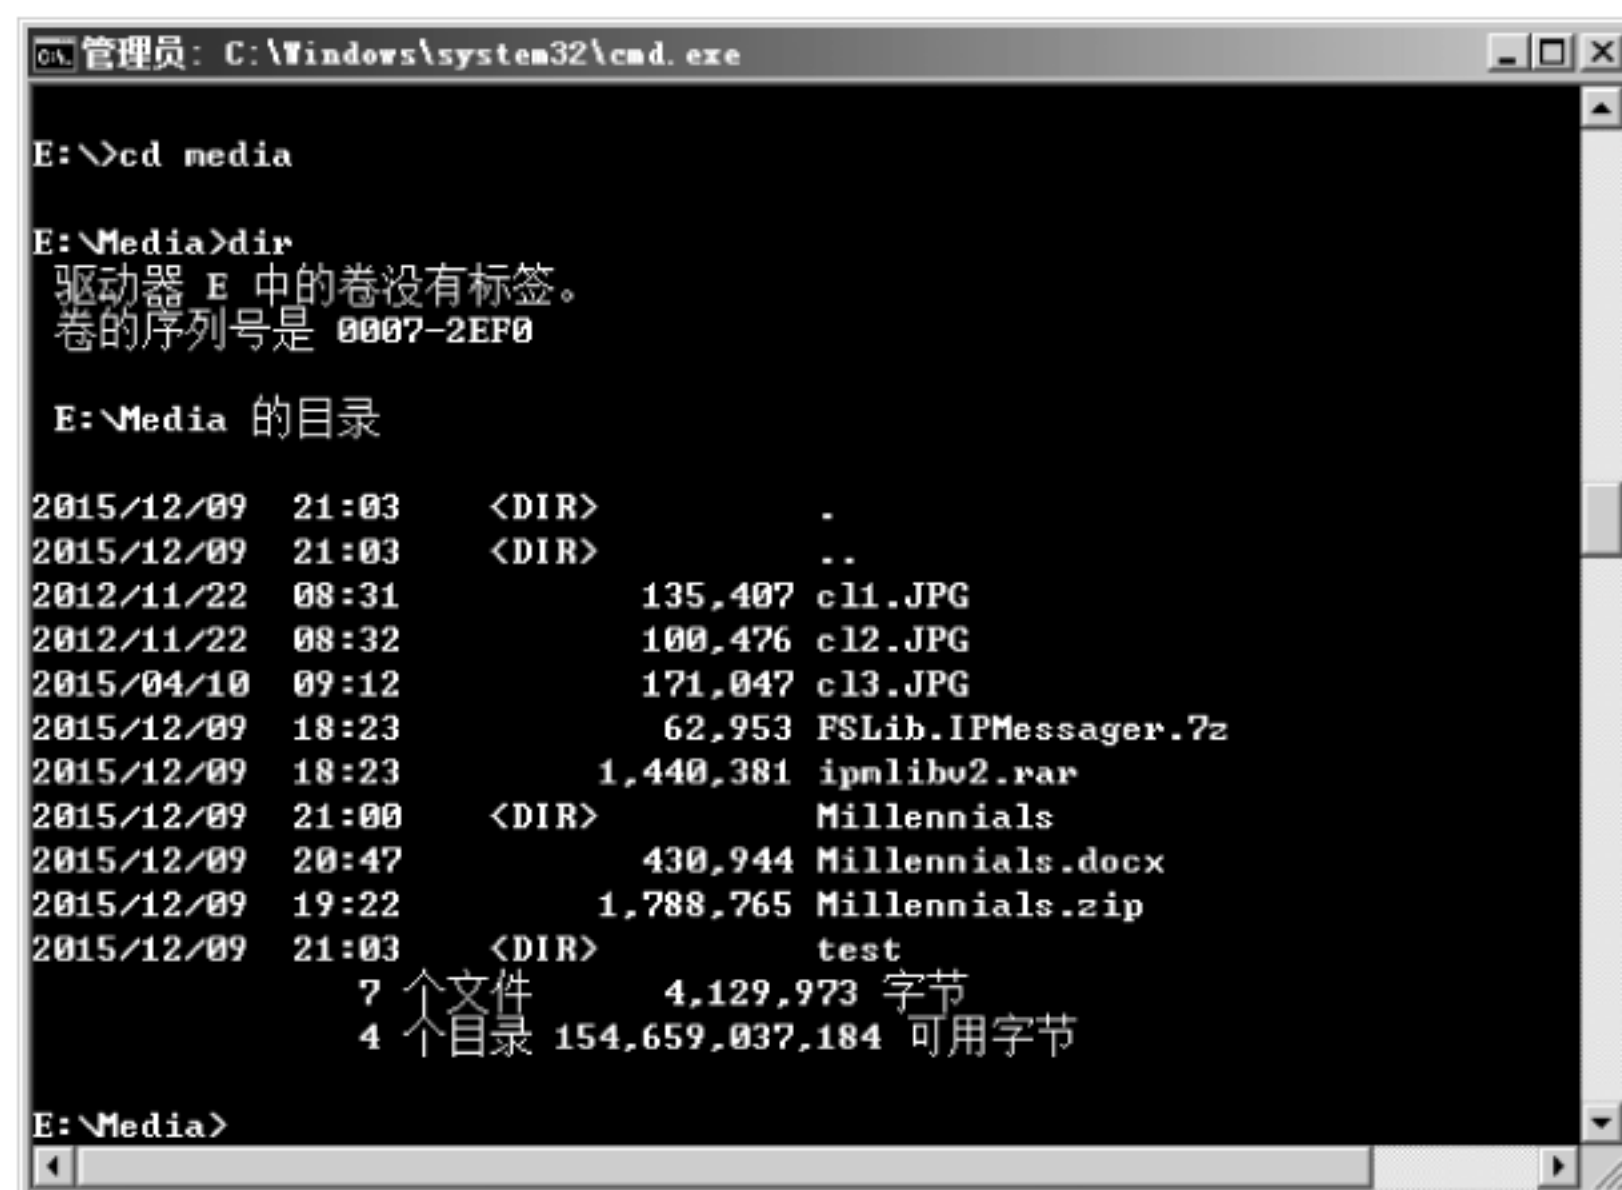 管理员: C:\Windows\system32\cmd.exe
E:\>cd media
E:\Media>dir
驱动器 E 中的卷没有标签。
卷的序列号是 0007-2EF0
E:\Media 的目录
2015/12/09  21:03    <DIR>          .
2015/12/09  21:03    <DIR>          ..
2012/11/22  08:31           135,407 cl1.JPG
2012/11/22  08:32           100,476 cl2.JPG
2015/04/10  09:12           171,047 cl3.JPG
2015/12/09  18:23            62,953 FSLib.IPMessager.7z
2015/12/09  18:23         1,440,381 ipmlibv2.rar
2015/12/09  21:00    <DIR>          Millennials
2015/12/09  20:47           430,944 Millennials.docx
2015/12/09  19:22         1,788,765 Millennials.zip
2015/12/09  21:03    <DIR>          test
7 个文件      4,129,973 字节
4 个目录 154,659,037,184 可用字节
E:\Media>